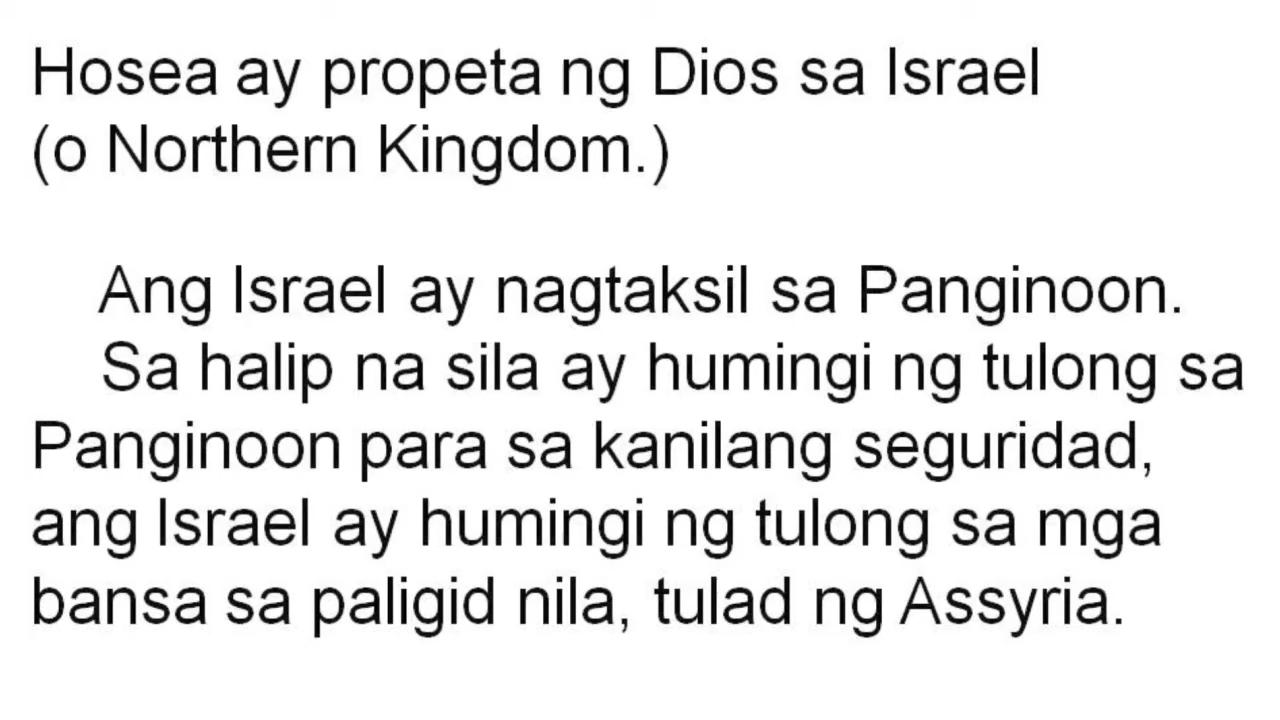 Hosea ay propeta ng Dios sa Israel
(o Northern Kingdom.)
Ang Israel ay nagtaksil sa Panginoon.
Sa halip na sila ay humingi ng tulong sa
Panginoon para sa kanilang seguridad,
ang Israel ay humingi ng tulong sa mga
bansa sa paligid nila, tulad ng Assyria.